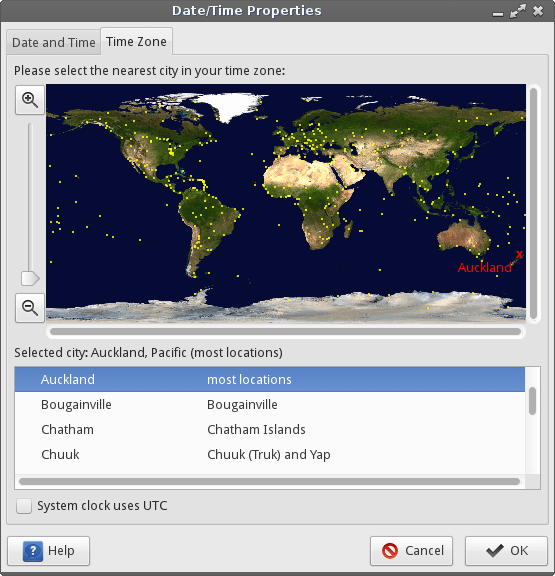 Date/Time Properties
Date and Time
Time Zone
Please select the nearest city in your time zone:
Auckland
Selected city: Auckland, Pacific (most locations)
Auckland most locations
Bougainville Bougainville
Chatham Chatham Islands
Chuuk Chuuk (Truk) and Yap
System clock uses UTC
? Help
Cancel
OK